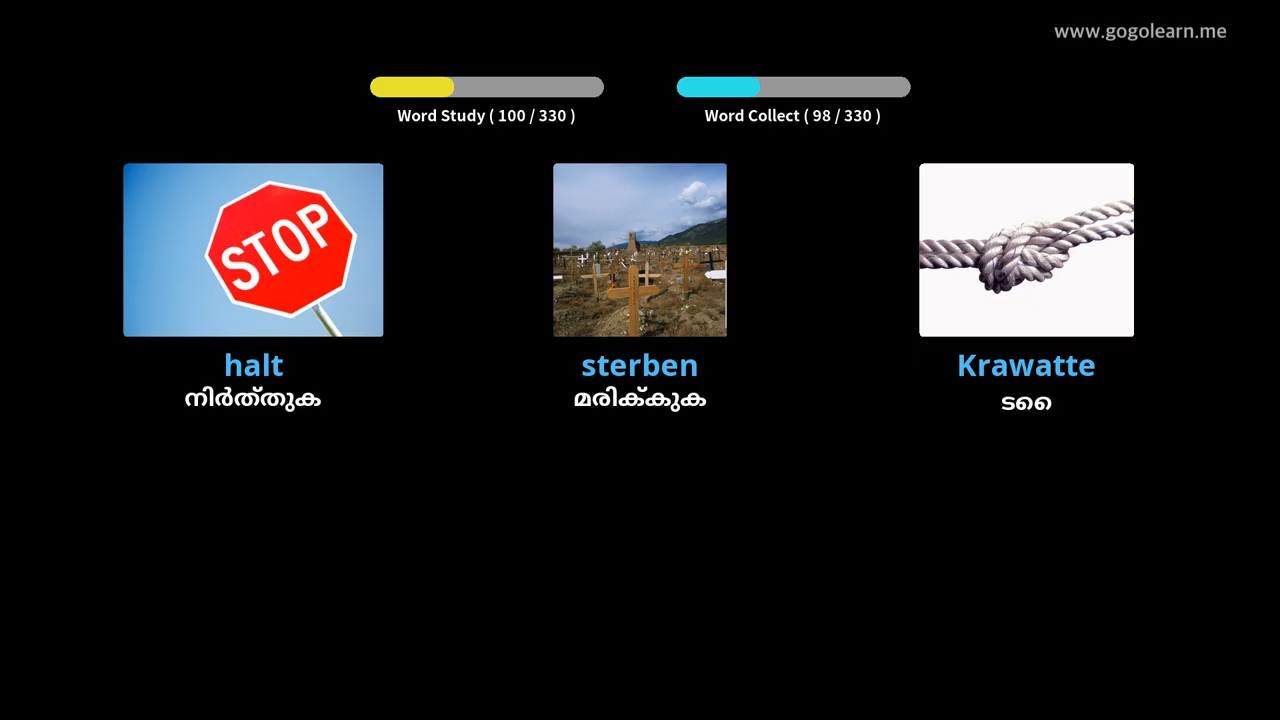 www.gogolearn.me
Word Study ( 100 / 330 )
Word Collect ( 98 / 330 )
STOP
halt
sterben
Krawatte
നിർത്തുക
മരിക്കുക
ടൈ